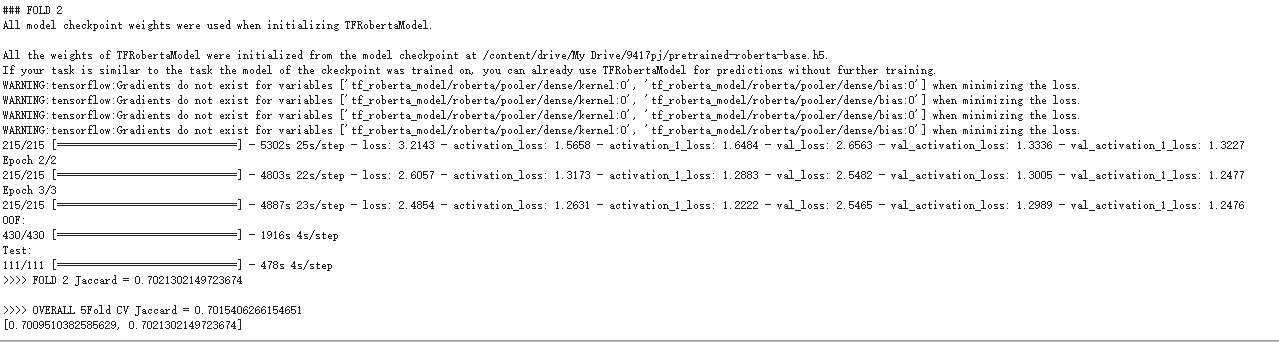 ### FOLD 2
All model checkpoint weights were used when initializing TFRobertaModel.
All the weights of TFRobertaModel were initialized from the model checkpoint at /content/drive/My Drive/9417pj/pretrained-roberta-base.h5.
If your task is similar to the task the model of the ckeckpoint was trained on, you can already use TFRobertaModel for predictions without further training.
WARNING:tensorflow:Gradients do not exist for variables ['tf_roberta_model/roberta/pooler/dense/kernel:0', 'tf_roberta_model/roberta/pooler/dense/bias:0'] when minimizing the loss.
WARNING:tensorflow:Gradients do not exist for variables ['tf_roberta_model/roberta/pooler/dense/kernel:0', 'tf_roberta_model/roberta/pooler/dense/bias:0'] when minimizing the loss.
WARNING:tensorflow:Gradients do not exist for variables ['tf_roberta_model/roberta/pooler/dense/kernel:0', 'tf_roberta_model/roberta/pooler/dense/bias:0'] when minimizing the loss.
WARNING:tensorflow:Gradients do not exist for variables ['tf_roberta_model/roberta/pooler/dense/kernel:0', 'tf_roberta_model/roberta/pooler/dense/bias:0'] when minimizing the loss.
215/215 [==============================] - 5302s 25s/step - loss: 3.2143 - activation_loss: 1.5658 - activation_1_loss: 1.6484 - val_loss: 2.6563 - val_activation_loss: 1.3336 - val_activation_1_loss: 1.3227
Epoch 2/2
215/215 [==============================] - 4803s 22s/step - loss: 2.6057 - activation_loss: 1.3173 - activation_1_loss: 1.2883 - val_loss: 2.5482 - val_activation_loss: 1.3005 - val_activation_1_loss: 1.2477
Epoch 3/3
215/215 [==============================] - 4887s 23s/step - loss: 2.4854 - activation_loss: 1.2631 - activation_1_loss: 1.2222 - val_loss: 2.5465 - val_activation_loss: 1.2989 - val_activation_1_loss: 1.2476
OOF:
430/430 [==============================] - 1916s 4s/step
Test:
111/111 [==============================] - 478s 4s/step
>>>> FOLD 2 Jaccard = 0.7021302149723674
>>>> OVERALL 5Fold CV Jaccard = 0.7015406266154651
[0.7009510382585629, 0.7021302149723674]